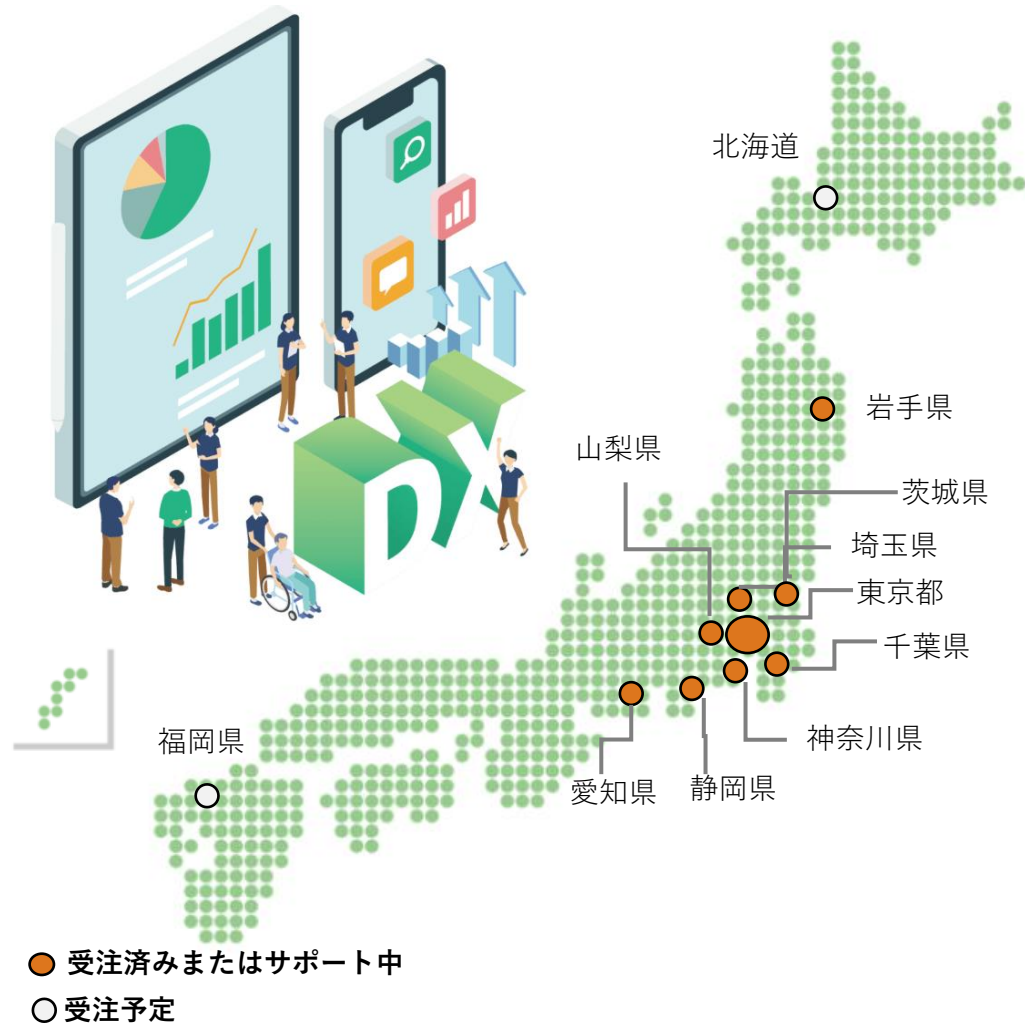 北海道
岩手県
山梨県
茨城県
埼玉県
東京都
千葉県
神奈川県
静岡県
愛知県
福岡県
DX
受注済みまたはサポート中
受注予定